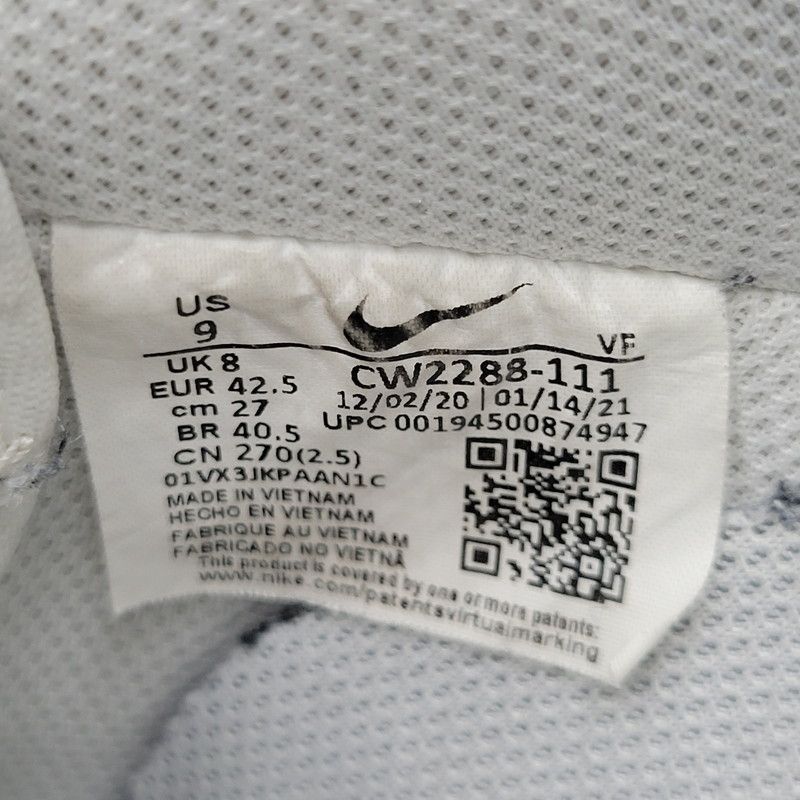 US
9
VF
UK 8
EUR 42.5
cm 27
BR 40.5
CN 270(2.5)
CW2288-111
12/02/20 | 01/14/21
UPC 00194500874947
01VX3JKPAAN1C
MADE IN VIETNAM
HECHO EN VIETNAM
FABRIQUE AU VIETNAM
FABRICADO NO VIETNÃ
This product is covered by one or more patents:
www.nike.com/patentsvirtualmarking